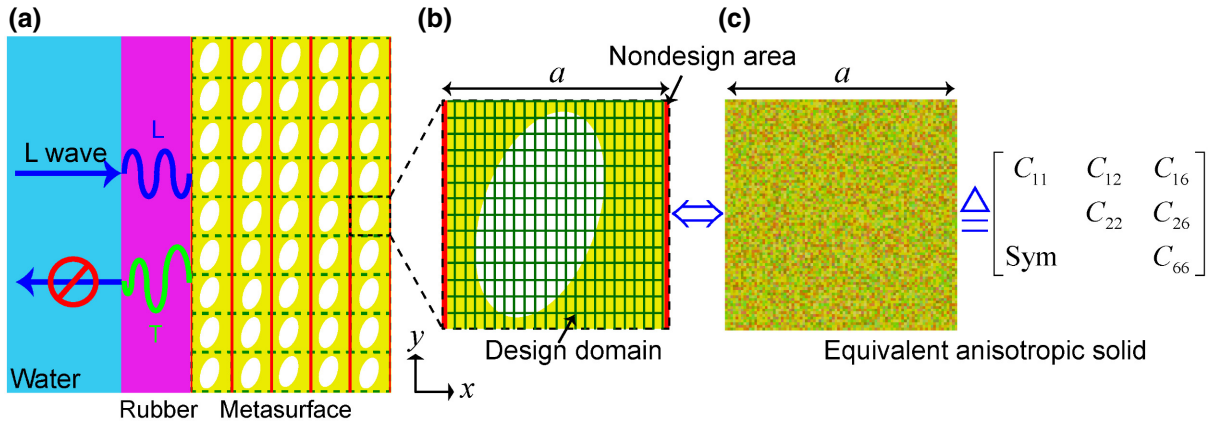 (a)
L
L wave
T
Water
Rubber
Metasurface
(b)
a
Nondesign area
Design domain
y
x
(c)
a
C11 C12 C16
C22 C26
Sym C66
Equivalent anisotropic solid